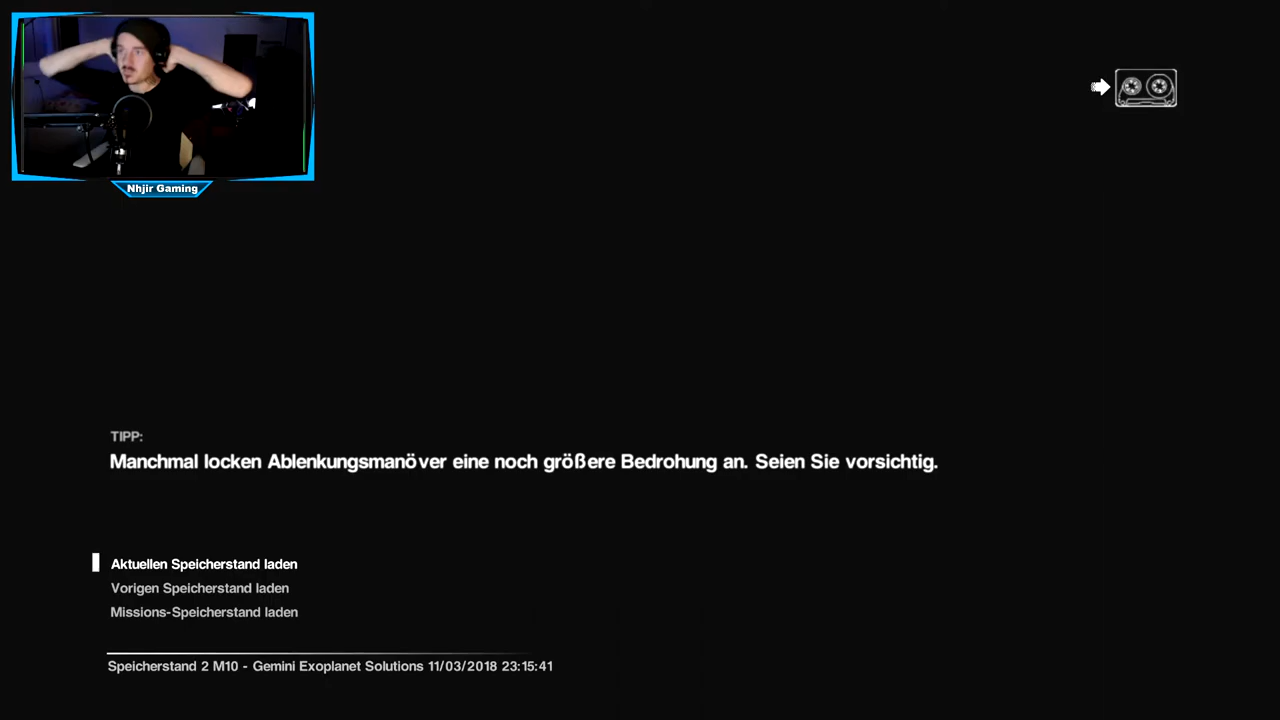 Nhjir Gaming
TIPP:
Manchmal locken Ablenkungsmanöver eine noch größere Bedrohung an. Seien Sie vorsichtig.
Aktuellen Speicherstand laden
Vorigen Speicherstand laden
Missions-Speicherstand laden
Speicherstand 2 M10 - Gemini Exoplanet Solutions 11/03/2018 23:15:41